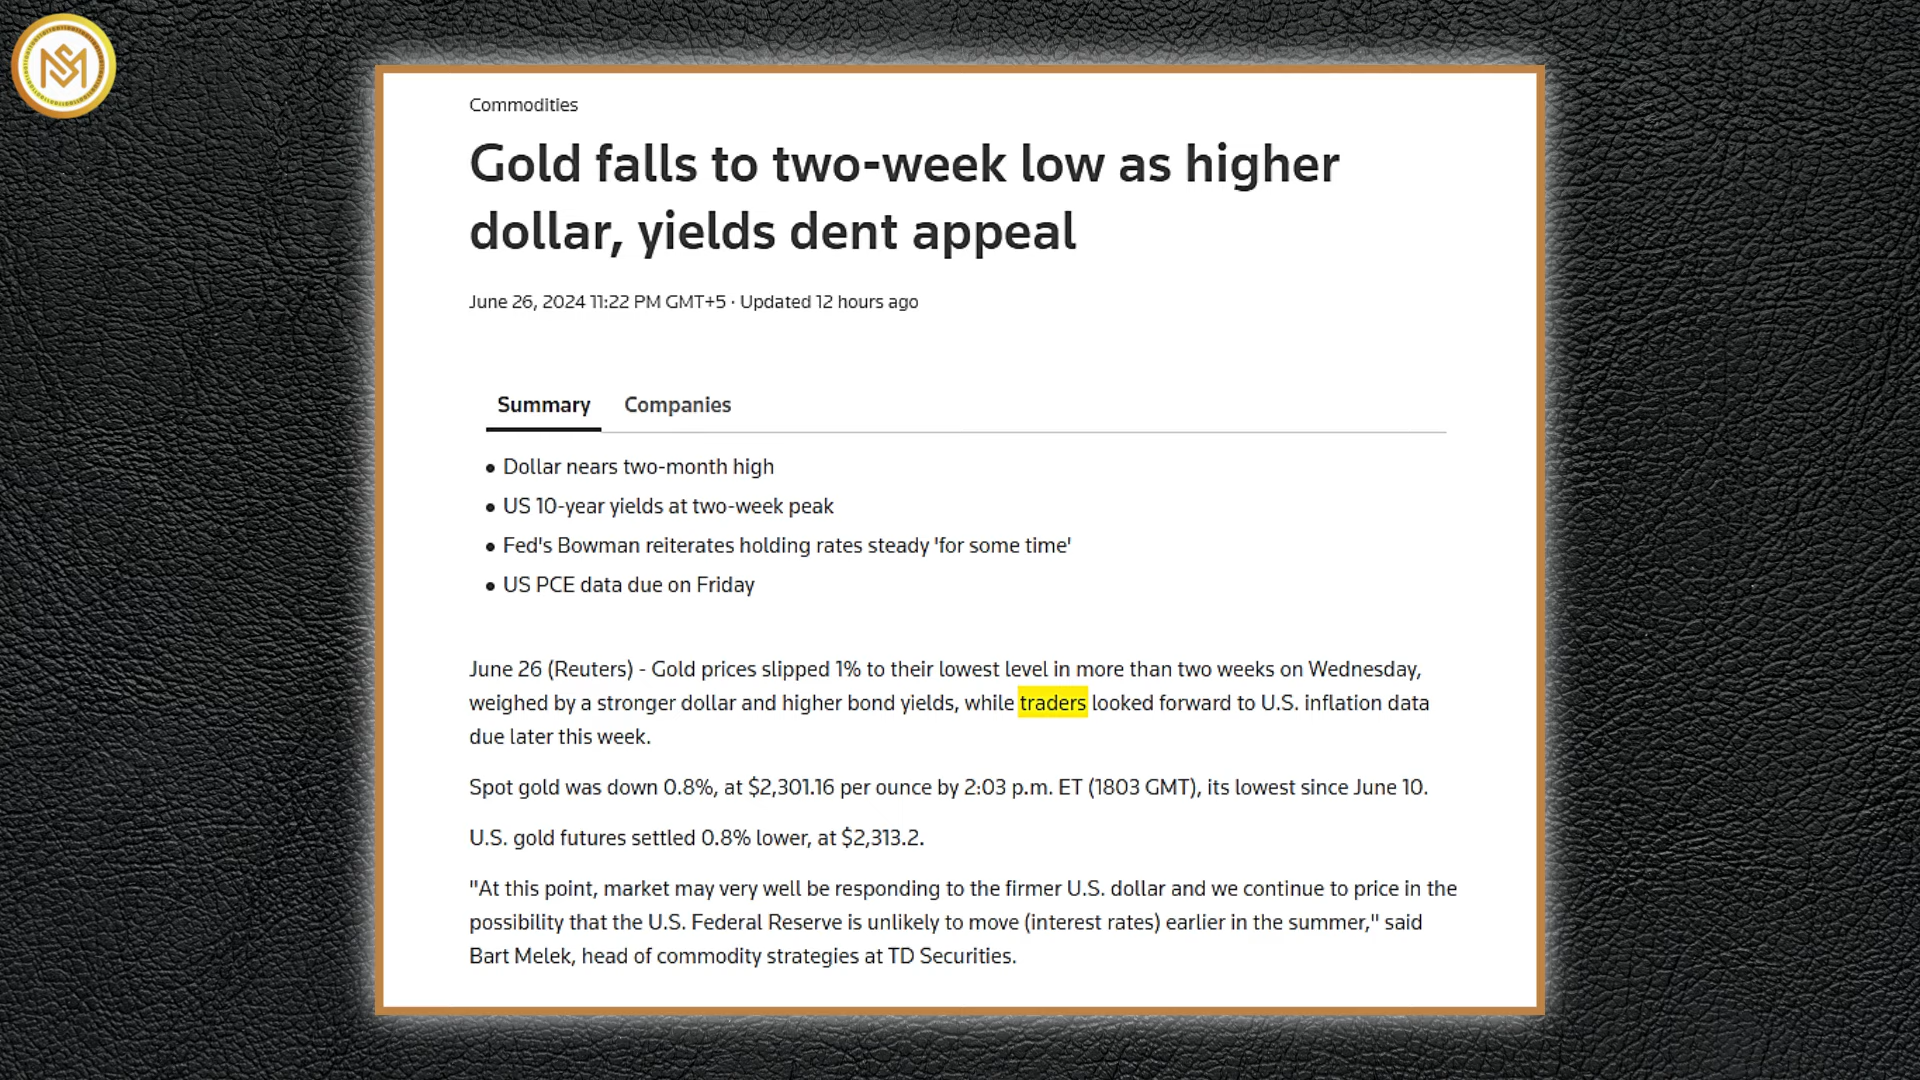 Commodities
Gold falls to two-week low as higher
dollar, yields dent appeal
June 26, 2024 11:22 PM GMT+5 · Updated 12 hours ago
Summary Companies
• Dollar nears two-month high
• US 10-year yields at two-week peak
• Fed's Bowman reiterates holding rates steady 'for some time'
• US PCE data due on Friday
June 26 (Reuters) - Gold prices slipped 1% to their lowest level in more than two weeks on Wednesday,
weighed by a stronger dollar and higher bond yields, while traders looked forward to U.S. inflation data
due later this week.
Spot gold was down 0.8%, at $2,301.16 per ounce by 2:03 p.m. ET (1803 GMT), its lowest since June 10.
U.S. gold futures settled 0.8% lower, at $2,313.2.
"At this point, market may very well be responding to the firmer U.S. dollar and we continue to price in the
possibility that the U.S. Federal Reserve is unlikely to move (interest rates) earlier in the summer," said
Bart Melek, head of commodity strategies at TD Securities.